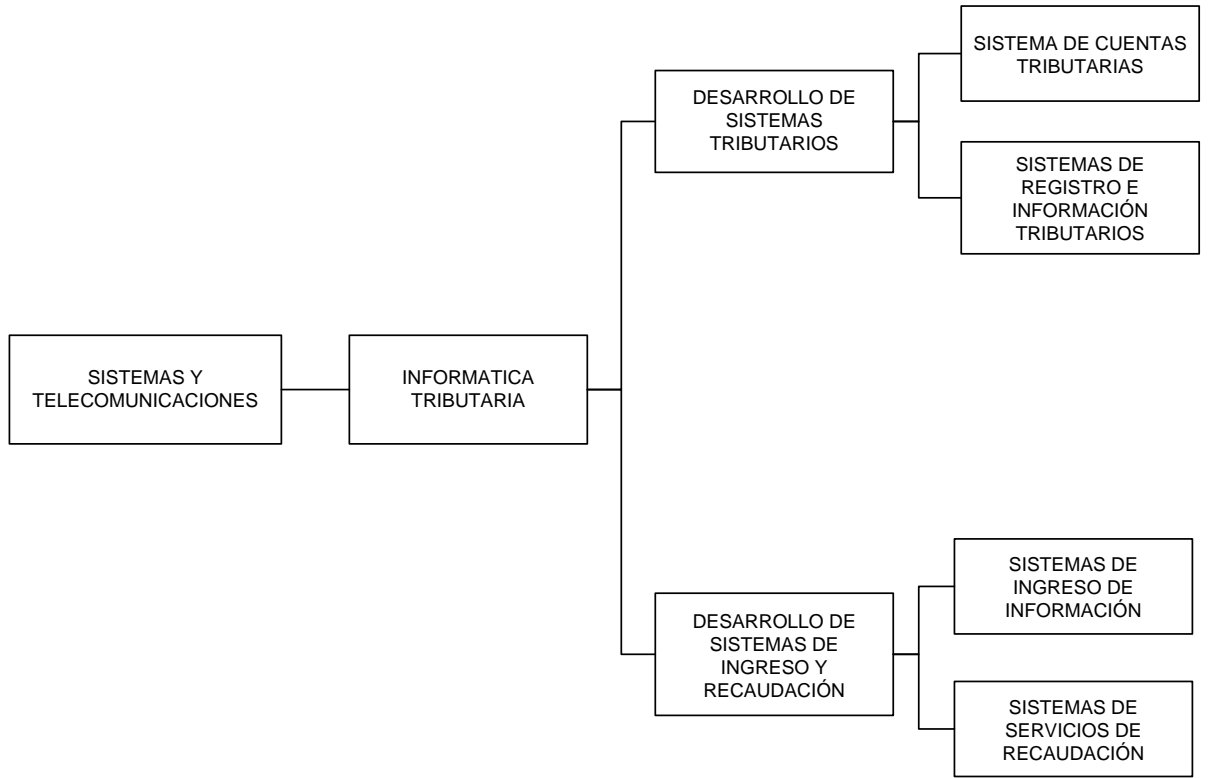 SISTEMAS Y
TELECOMUNICACIONES
INFORMATICA
TRIBUTARIA
DESARROLLO DE
SISTEMAS
TRIBUTARIOS
SISTEMA DE CUENTAS
TRIBUTARIAS
SISTEMAS DE
REGISTRO E
INFORMACIÓN
TRIBUTARIOS
DESARROLLO DE
SISTEMAS DE
INGRESO Y
RECAUDACIÓN
SISTEMAS DE
INGRESO DE
INFORMACIÓN
SISTEMAS DE
SERVICIOS DE
RECAUDACIÓN